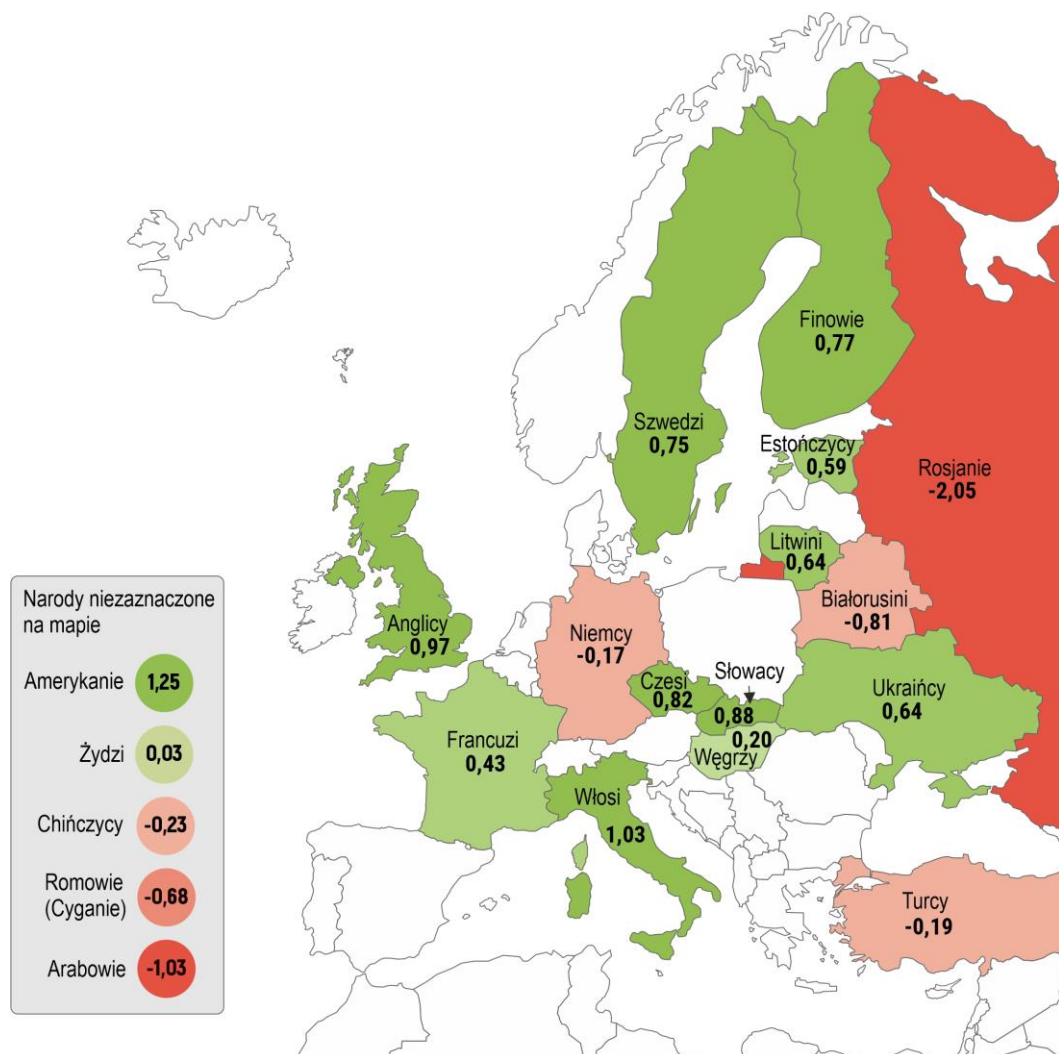 Finowie
0,77
Szwedzi
0,75
Estończycy
0,59
Rosjanie
-2,05
Litwini
0,64
Białorusini
-0,81
Anglicy
0,97
Niemcy
-0,17
Słowacy
0,88
Czesi
0,82
Ukraińcy
0,64
Francuzi
0,43
0,20
Węgrzy
Włosi
1,03
Turcy
-0,19
Narody niezaznaczone
na mapie
Amerykanie 1,25
Żydzi 0,03
Chińczycy -0,23
Romowie
(Cyganie) -0,68
Arabowie -1,03